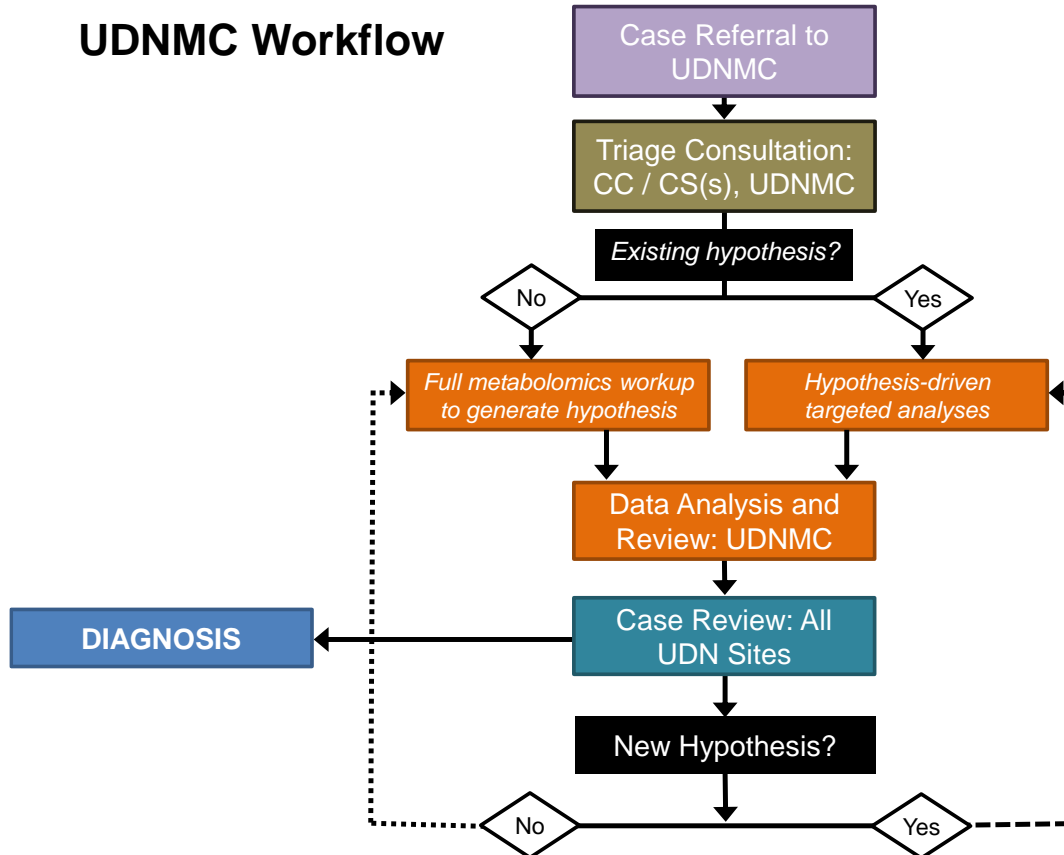 UDNMC Workflow
Case Referral to
UDNMC
Triage Consultation:
CC / CS(s), UDNMC
Existing hypothesis?
No
Yes
Full metabolomics workup
to generate hypothesis
Hypothesis-driven
targeted analyses
Data Analysis and
Review: UDNMC
DIAGNOSIS
Case Review: All
UDN Sites
New Hypothesis?
No
Yes